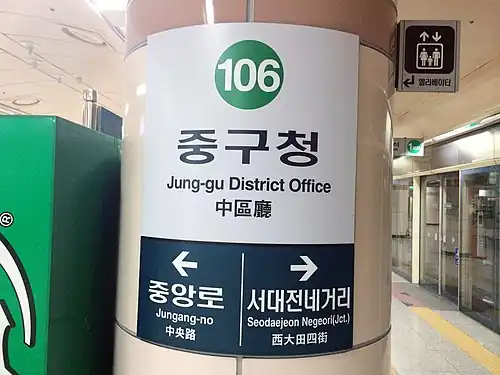 106
중구청
Jung-gu District Office
中區廳
← →
중앙로 서대전네거리
Jungang-no Seodaejeon Negeori(Jct.)
中央路 西大田四街
엘리베이터
®